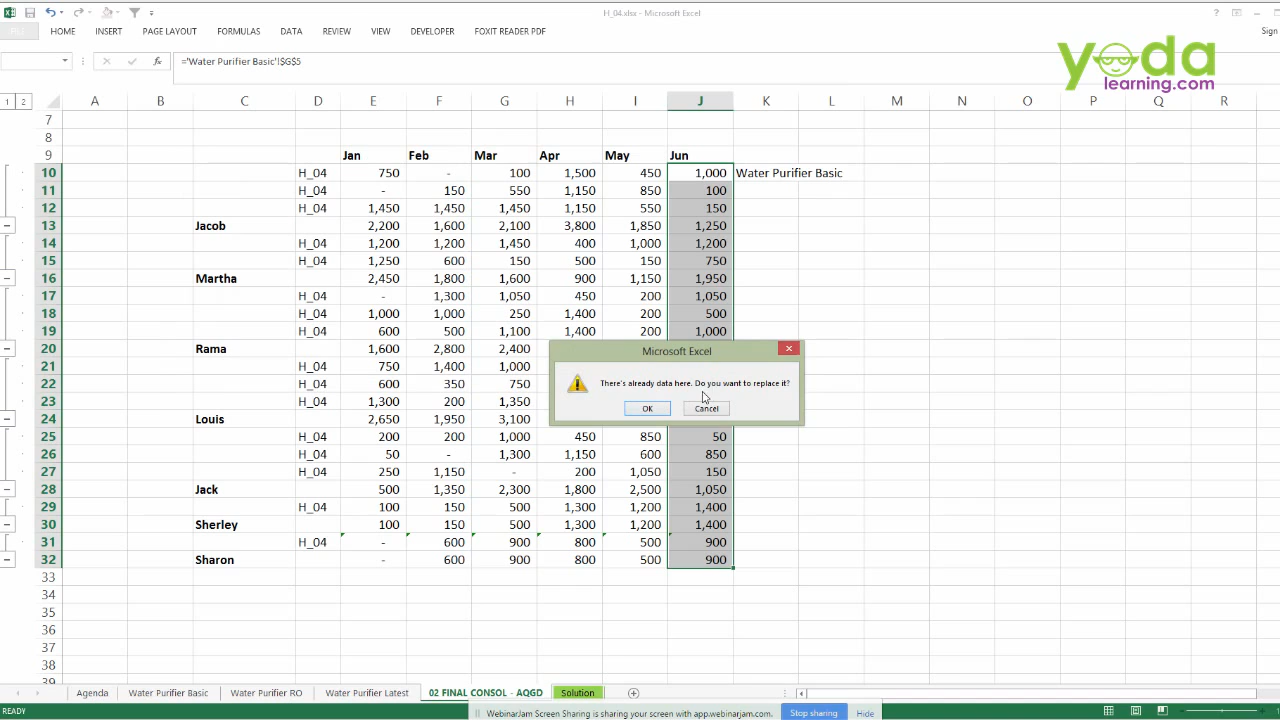 H_04.xlsx - Microsoft Excel
?
HOME INSERT PAGE LAYOUT FORMULAS DATA REVIEW VIEW DEVELOPER FOXIT READER PDF
Sign
yoda
learning.com
fx ='Water Purifier Basic'!$G$5
1 2
A B C D E F G H I J K L M N O P Q R
7
8
9 Jan Feb Mar Apr May Jun
10 H_04 750 - 100 1,500 450 1,000 Water Purifier Basic
11 H_04 - 150 550 1,150 850 100
12 H_04 1,450 1,450 1,450 1,150 550 150
13 Jacob 2,200 1,600 2,100 3,800 1,850 1,250
14 H_04 1,200 1,200 1,450 400 1,000 1,200
15 H_04 1,250 600 150 500 150 750
16 Martha 2,450 1,800 1,600 900 1,150 1,950
17 H_04 - 1,300 1,050 450 200 1,050
18 H_04 1,000 1,000 250 1,400 200 500
19 H_04 600 500 1,100 1,400 200 1,000
20 Rama 1,600 2,800 2,400
21 H_04 750 1,400 1,000
22 H_04 600 350 750
23 H_04 1,300 200 1,350
24 Louis 2,650 1,950 3,100
Microsoft Excel
There's already data here. Do you want to replace it?
OK Cancel
25 H_04 200 200 1,000 450 850 50
26 H_04 50 - 1,300 1,150 600 850
27 H_04 250 1,150 - 200 1,050 150
28 Jack 500 1,350 2,300 1,800 2,500 1,050
29 H_04 100 150 500 1,300 1,200 1,400
30 Sherley 100 150 500 1,300 1,200 1,400
31 H_04 - 600 900 800 500 900
32 Sharon - 600 900 800 500 900
33
34
35
36
37
38
Agenda Water Purifier Basic Water Purifier RO Water Purifier Latest 02 FINAL CONSOL - AQGD Solution
READY
WebinarJam Screen Sharing is sharing your screen with app.webinarjam.com. Stop sharing Hide